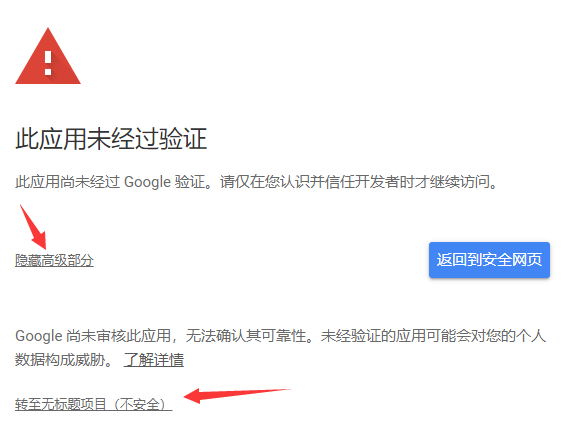 此应用未经过验证
此应用尚未经过 Google 验证。请仅在您认识并信任开发者时才继续访问。
隐藏高级部分
返回到安全网页
Google 尚未审核此应用，无法确认其可靠性。未经验证的应用可能会对您的个人
数据构成威胁。 了解详情
转至无标题项目（不安全）